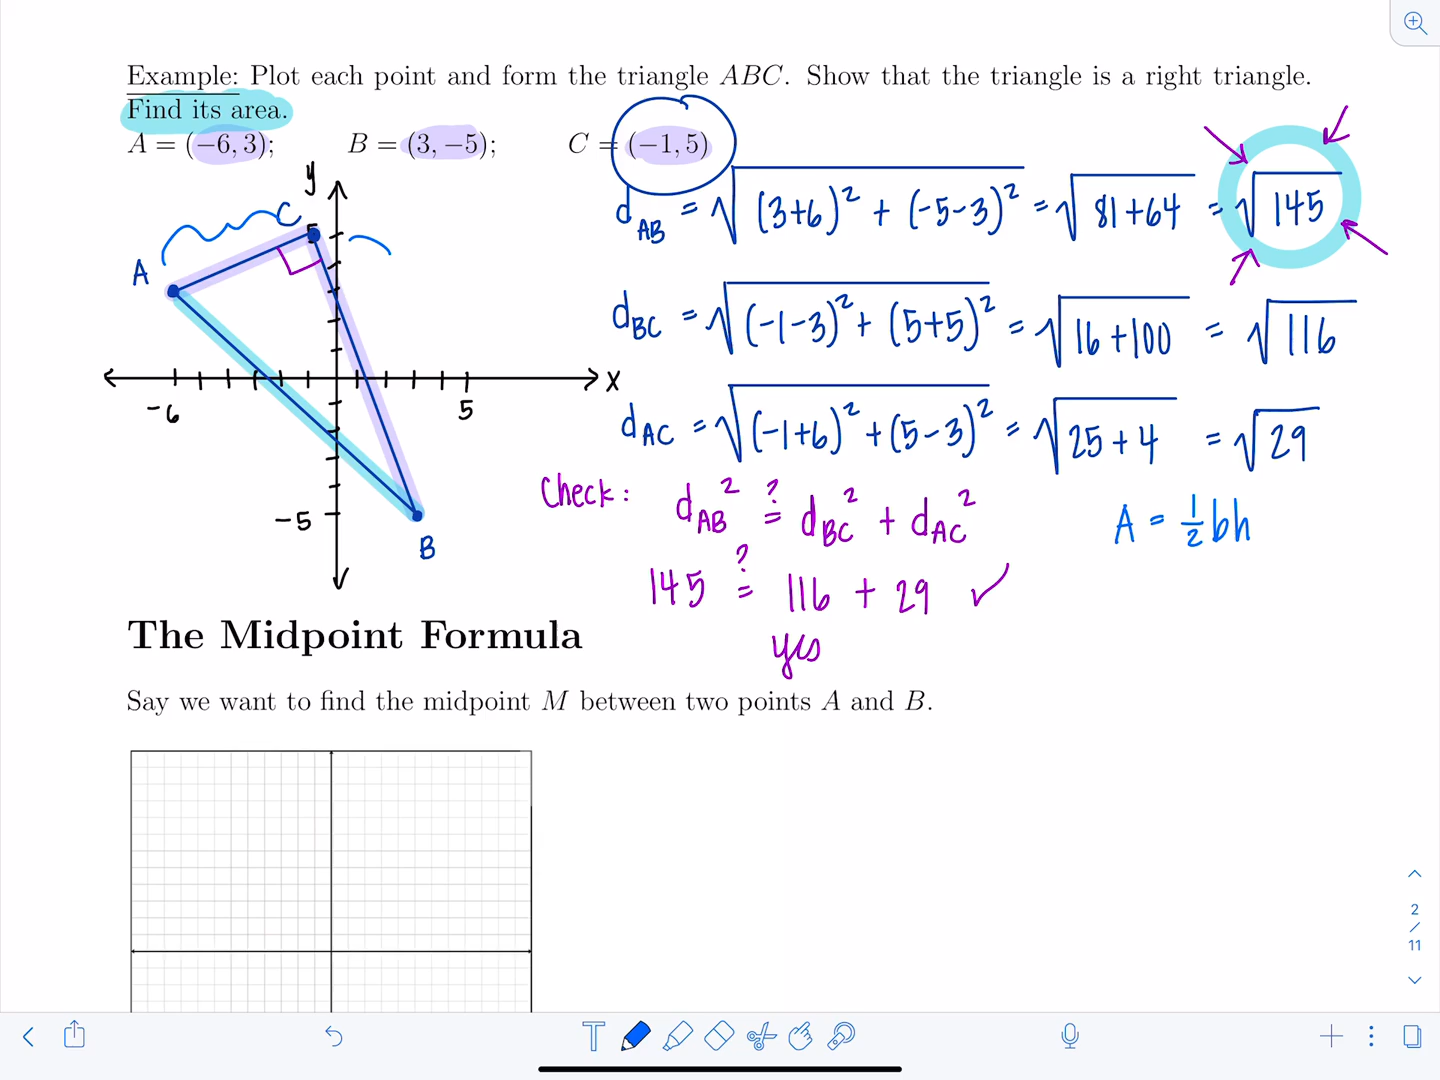 Example: Plot each point and form the triangle ABC. Show that the triangle is a right triangle.
Find its area.
A = (−6, 3); B = (3, −5); C = (−1, 5)
y
d_AB = √((3+6)² + (-5-3)²) = √(81+64) = √145
C
5
A
d_BC = √((-1-3)² + (5+5)²) = √(16+100) = √116
x
-6
5
d_AC = √((-1+6)² + (5-3)²) = √(25+4) = √29
Check: d_AB² ≟ d_BC² + d_AC²
A = ½bh
-5
B
145 ≟ 116 + 29 ✓
yes
The Midpoint Formula
Say we want to find the midpoint M between two points A and B.
2
/
11
T